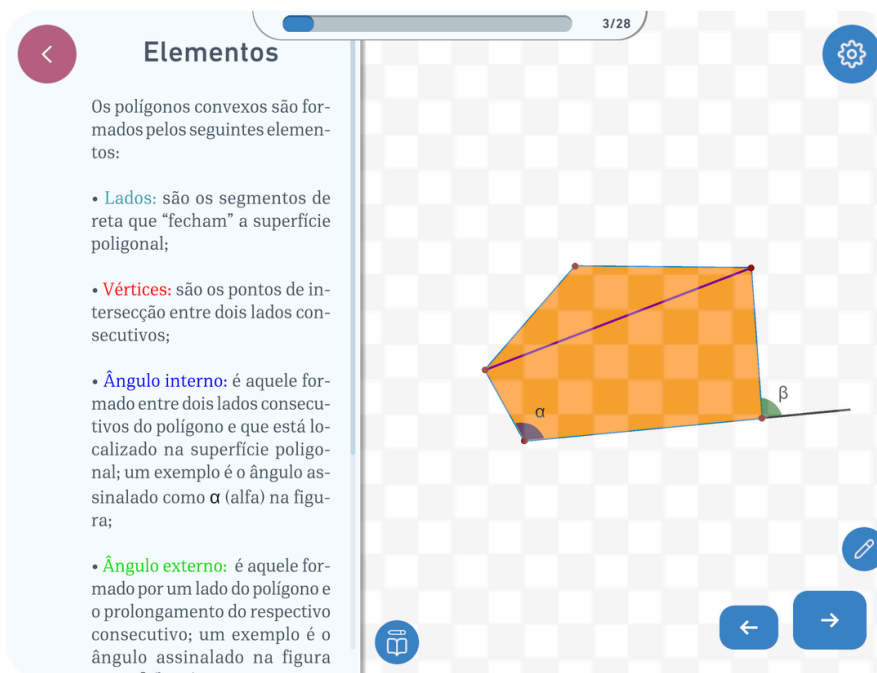 3/28
Elementos
Os polígonos convexos são for-
mados pelos seguintes elemen-
tos:
• Lados: são os segmentos de
reta que “fecham” a superfície
poligonal;
• Vértices: são os pontos de in-
tersecção entre dois lados con-
secutivos;
• Ângulo interno: é aquele for-
mado entre dois lados consecu-
tivos do polígono e que está lo-
calizado na superfície poligo-
nal; um exemplo é o ângulo as-
sinalado como α (alfa) na figu-
ra;
• Ângulo externo: é aquele for-
mado por um lado do polígono e
o prolongamento do respectivo
consecutivo; um exemplo é o
ângulo assinalado na figura
α
β